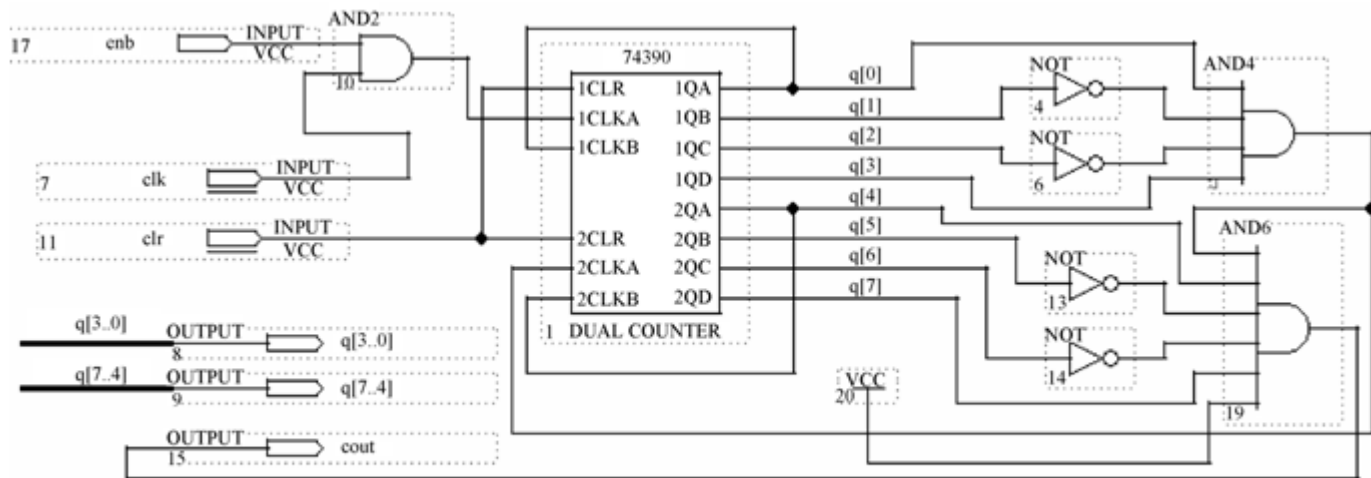 AND2
17 cnb INPUT
VCC
10
74390
1CLR 1QA q[0]
1CLKA 1QB q[1]
1CLKB 1QC q[2]
1QD q[3]
2QA q[4]
2CLR 2QB q[5]
2CLKA 2QC q[6]
2CLKB 2QD q[7]
1 DUAL COUNTER
NOT
4
NOT
6
AND4
7 clk INPUT
VCC
11 clr INPUT
VCC
AND6
NOT
13
NOT
14
19
VCC
20
q[3..0] OUTPUT q[3..0]
8
q[7..4] OUTPUT q[7..4]
9
OUTPUT cout
15